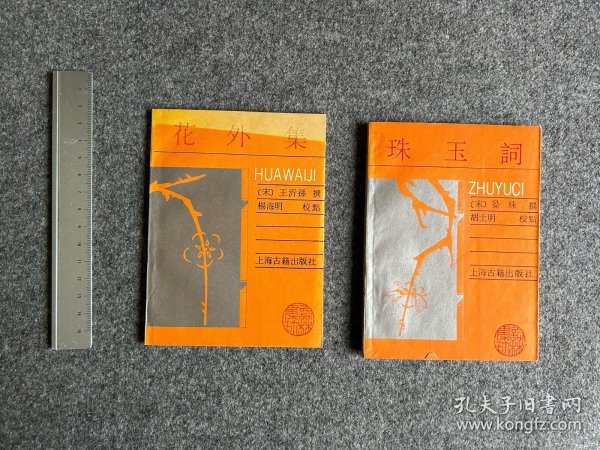 花外集
HUAWAIJI
〔宋〕王沂孫 撰
楊海明 校點
上海古籍出版社
珠玉詞
ZHUYUCI
〔宋〕晏殊 撰
胡士明 校點
上海古籍出版社
孔夫子旧书网
www.kongfz.com